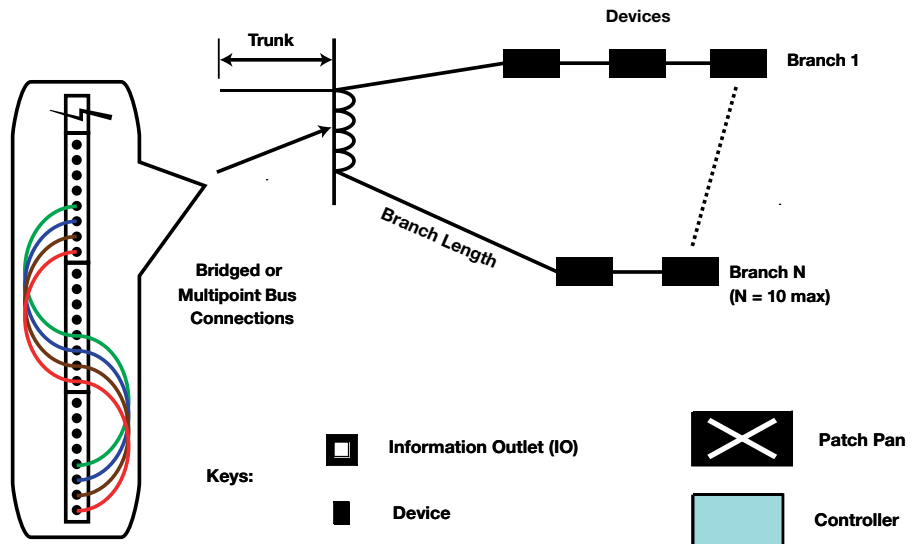 Devices
Trunk
Branch 1
Branch Length
Bridged or
Multipoint Bus
Connections
Branch N
(N = 10 max)
Keys:
Information Outlet (IO)
Patch Pan
Device
Controller